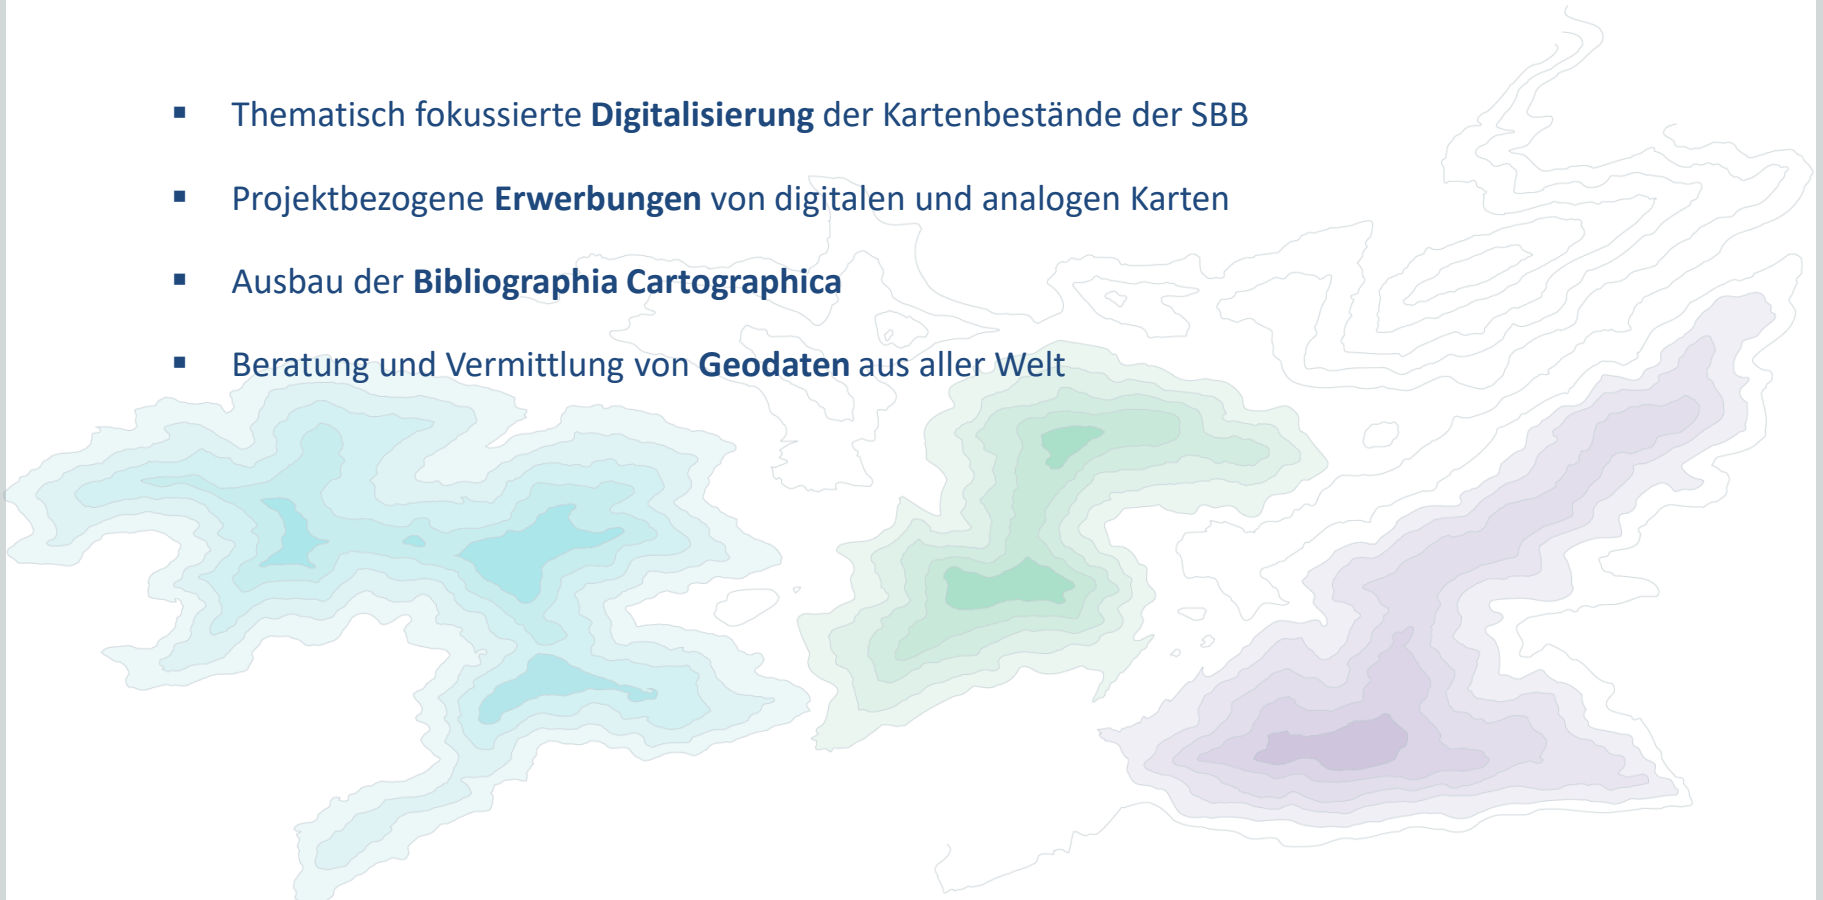 ▪ Thematisch fokussierte Digitalisierung der Kartenbestände der SBB
▪ Projektbezogene Erwerbungen von digitalen und analogen Karten
▪ Ausbau der Bibliographia Cartographica
▪ Beratung und Vermittlung von Geodaten aus aller Welt